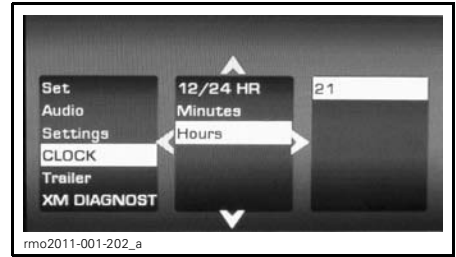 Set
Audio
Settings
CLOCK
Trailer
XM DIAGNOST
12/24 HR
Minutes
Hours
21
rmo2011-001-202_a